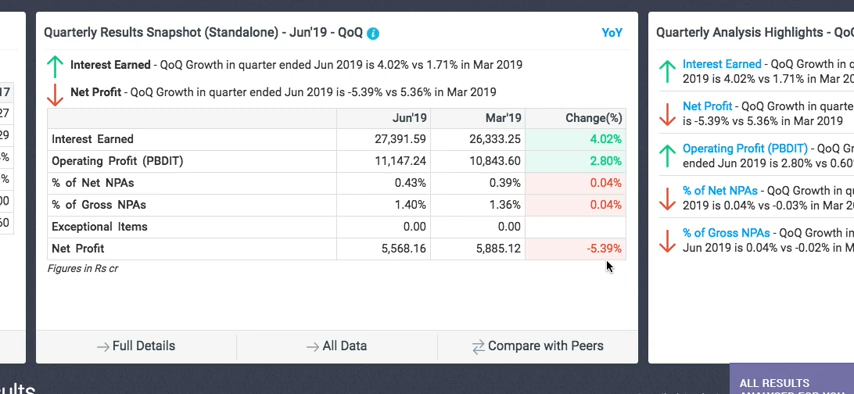 17
27
29
%
%
00
60
Quarterly Results Snapshot (Standalone) - Jun'19 - QoQ i
YoY
Interest Earned - QoQ Growth in quarter ended Jun 2019 is 4.02% vs 1.71% in Mar 2019
Net Profit - QoQ Growth in quarter ended Jun 2019 is -5.39% vs 5.36% in Mar 2019
Jun'19 Mar'19 Change(%)
Interest Earned 27,391.59 26,333.25 4.02%
Operating Profit (PBDIT) 11,147.24 10,843.60 2.80%
% of Net NPAs 0.43% 0.39% 0.04%
% of Gross NPAs 1.40% 1.36% 0.04%
Exceptional Items 0.00 0.00
Net Profit 5,568.16 5,885.12 -5.39%
Figures in Rs cr
Full Details
All Data
Compare with Peers
Quarterly Analysis Highlights - QoQ
Interest Earned - QoQ Growth in q
2019 is 4.02% vs 1.71% in Mar 20
Net Profit - QoQ Growth in quarte
is -5.39% vs 5.36% in Mar 2019
Operating Profit (PBDIT) - QoQ Gr
ended Jun 2019 is 2.80% vs 0.60
% of Net NPAs - QoQ Growth in q
2019 is 0.04% vs -0.03% in Mar 2
% of Gross NPAs - QoQ Growth in
Jun 2019 is 0.04% vs -0.02% in M
ults
ALL RESULTS